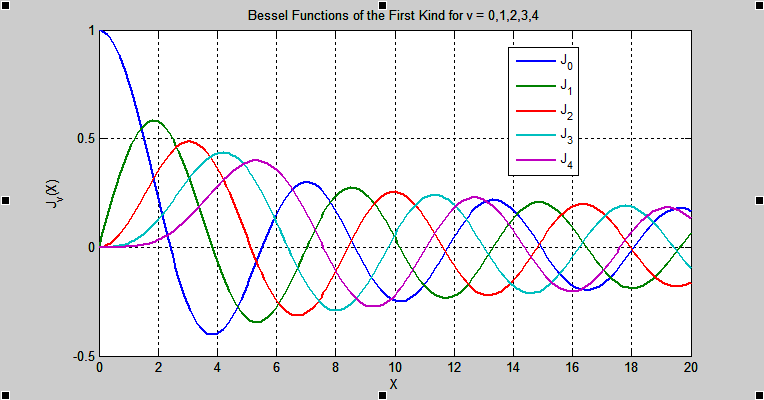 Bessel Functions of the First Kind for v = 0,1,2,3,4
1
0.5
0
-0.5
J_v(X)
J_0
J_1
J_2
J_3
J_4
0 2 4 6 8 10 12 14 16 18 20
X